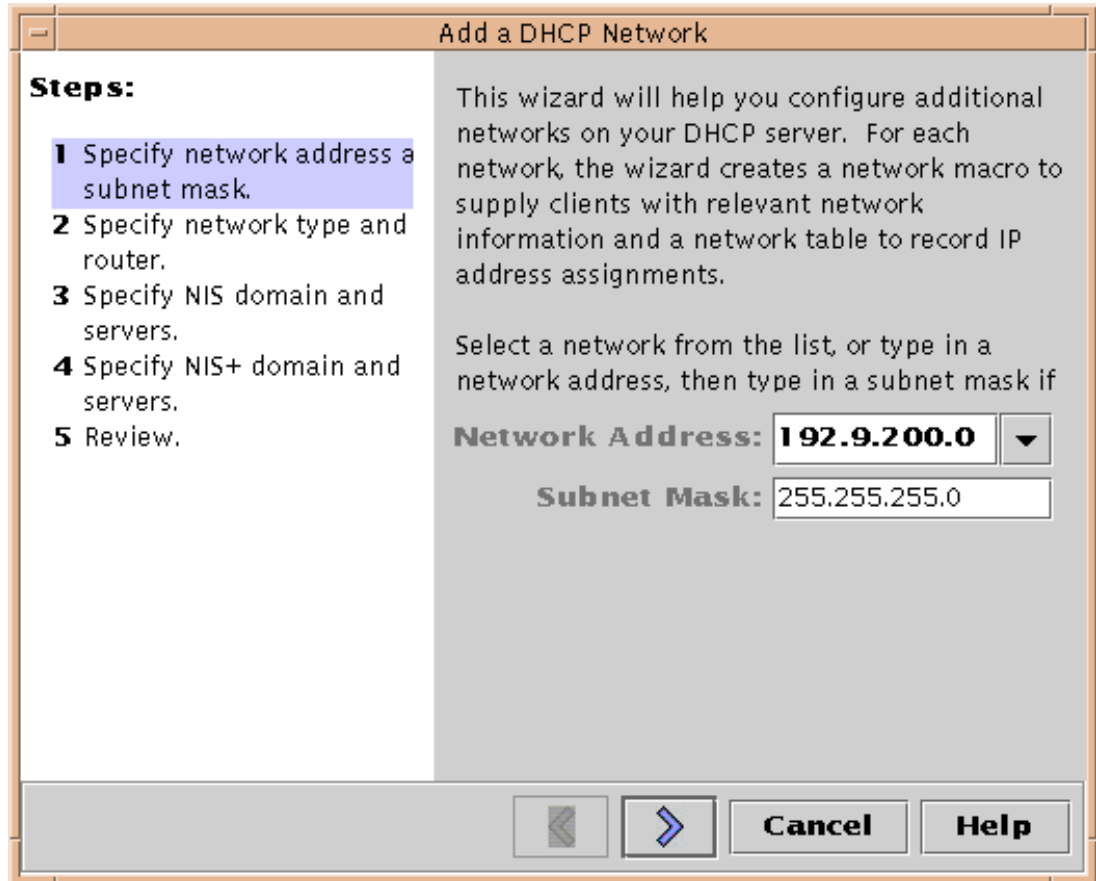 Add a DHCP Network
Steps:
1 Specify network address a
subnet mask.
2 Specify network type and
router.
3 Specify NIS domain and
servers.
4 Specify NIS+ domain and
servers.
5 Review.
This wizard will help you configure additional
networks on your DHCP server. For each
network, the wizard creates a network macro to
supply clients with relevant network
information and a network table to record IP
address assignments.
Select a network from the list, or type in a
network address, then type in a subnet mask if
Network Address: 192.9.200.0
Subnet Mask: 255.255.255.0
Cancel
Help